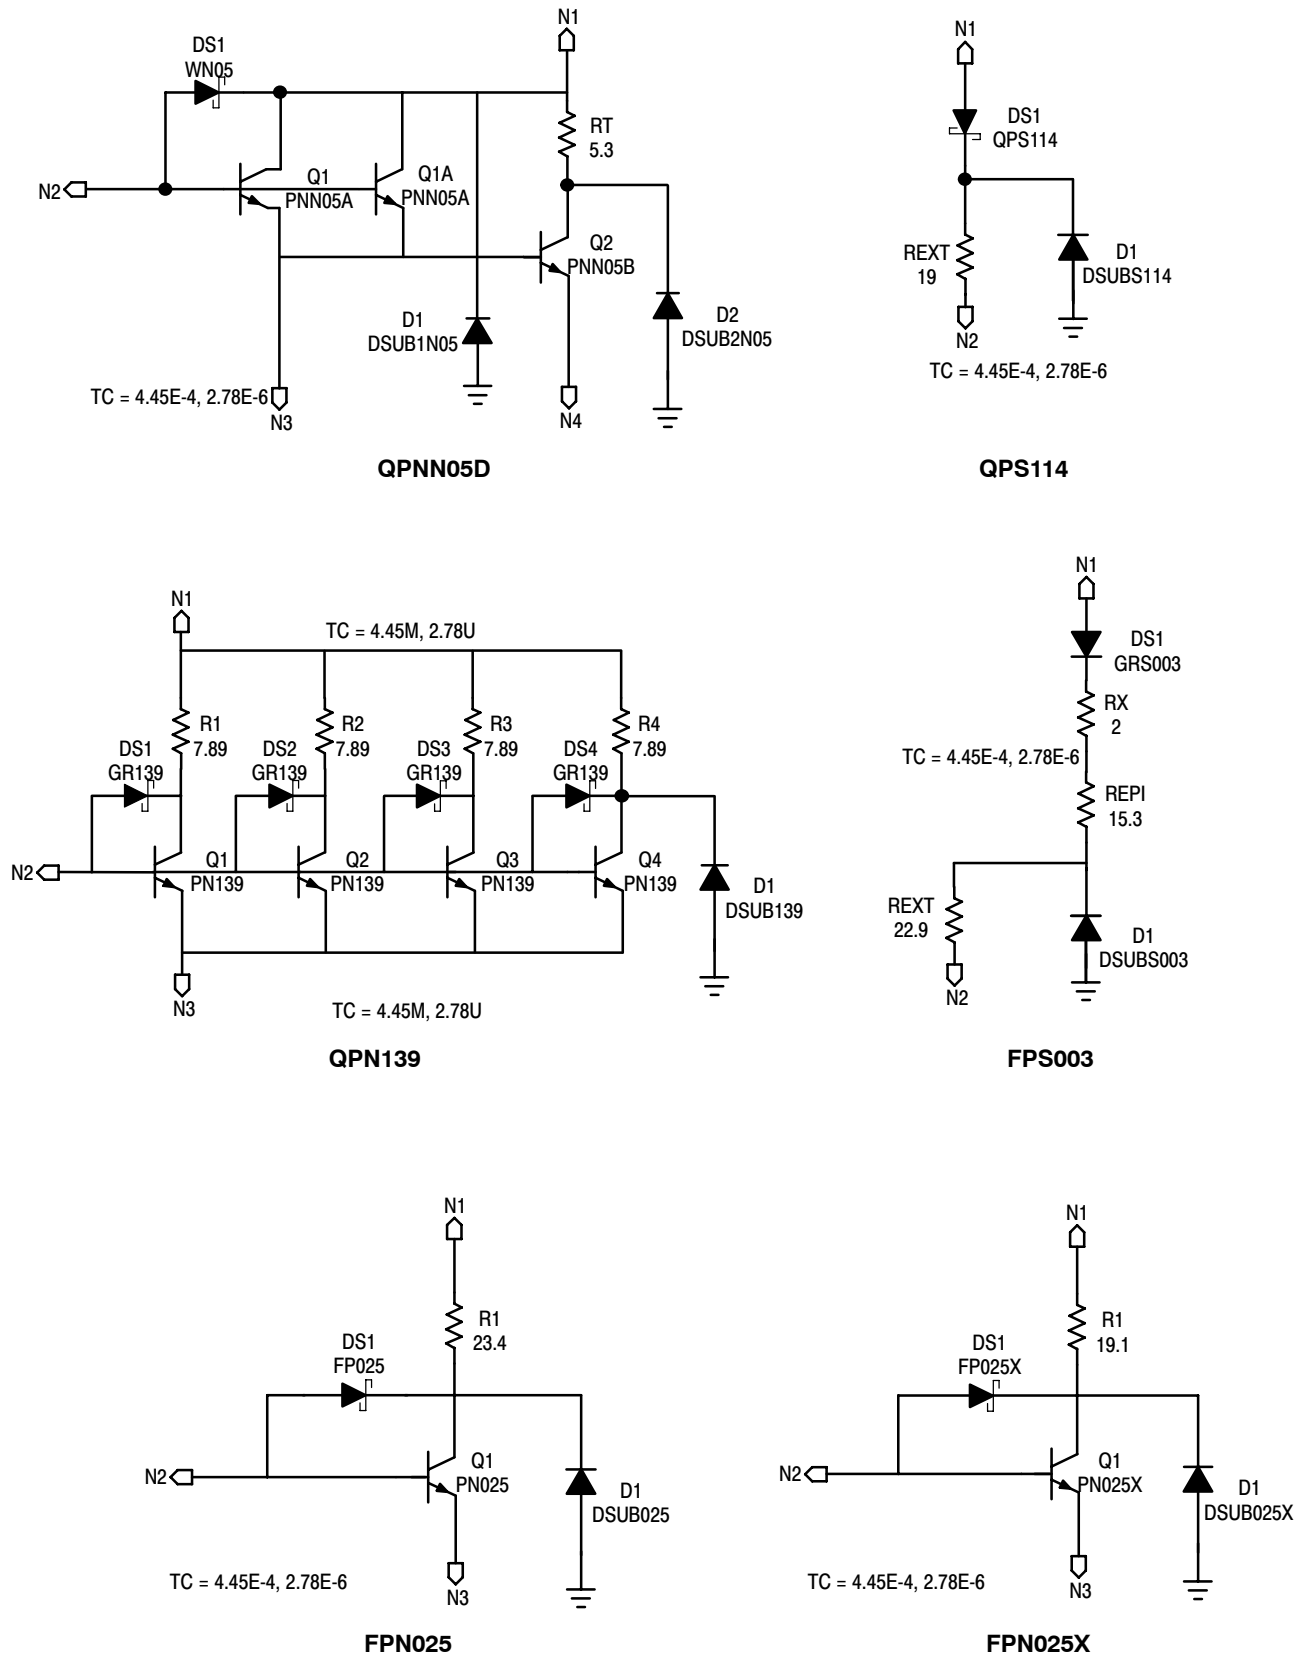 N1
DS1
WN05
RT
5.3
N2
Q1
PNN05A
Q1A
PNN05A
Q2
PNN05B
D1
DSUB1N05
D2
DSUB2N05
TC = 4.45E-4, 2.78E-6
N3
N4
QPNN05D
N1
DS1
QPS114
REXT
19
D1
DSUBS114
N2
TC = 4.45E-4, 2.78E-6
QPS114
N1
TC = 4.45M, 2.78U
R1
7.89
R2
7.89
R3
7.89
R4
7.89
DS1
GR139
DS2
GR139
DS3
GR139
DS4
GR139
N2
Q1
PN139
Q2
PN139
Q3
PN139
Q4
PN139
D1
DSUB139
N3
TC = 4.45M, 2.78U
QPN139
N1
DS1
GRS003
RX
2
TC = 4.45E-4, 2.78E-6
REPI
15.3
REXT
22.9
D1
DSUBS003
N2
FPS003
N1
R1
23.4
DS1
FP025
N2
Q1
PN025
D1
DSUB025
TC = 4.45E-4, 2.78E-6
N3
FPN025
N1
R1
19.1
DS1
FP025X
N2
Q1
PN025X
D1
DSUB025X
TC = 4.45E-4, 2.78E-6
N3
FPN025X